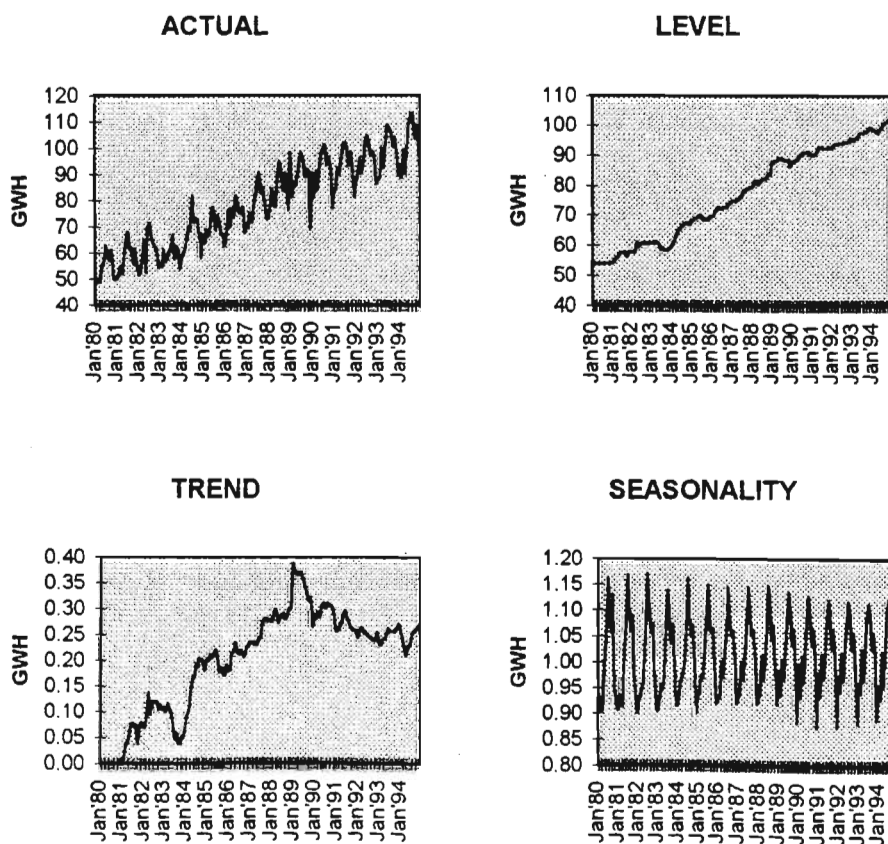 ACTUAL
120
110
100
90
80
70
60
50
40
GWH
Jan'80
Jan'81
Jan'82
Jan'83
Jan'84
Jan'85
Jan'86
Jan'87
Jan'88
Jan'89
Jan'90
Jan'91
Jan'92
Jan'93
Jan'94
LEVEL
110
100
90
80
70
60
50
40
GWH
Jan'80
Jan'81
Jan'82
Jan'83
Jan'84
Jan'85
Jan'86
Jan'87
Jan'88
Jan'89
Jan'90
Jan'91
Jan'92
Jan'93
Jan'94
TREND
0.40
0.35
0.30
0.25
0.20
0.15
0.10
0.05
0.00
GWH
Jan'80
Jan'81
Jan'82
Jan'83
Jan'84
Jan'85
Jan'86
Jan'87
Jan'88
Jan'89
Jan'90
Jan'91
Jan'92
Jan'93
Jan'94
SEASONALITY
1.20
1.15
1.10
1.05
1.00
0.95
0.90
0.85
0.80
GWH
Jan'80
Jan'81
Jan'82
Jan'83
Jan'84
Jan'85
Jan'86
Jan'87
Jan'88
Jan'89
Jan'90
Jan'91
Jan'92
Jan'93
Jan'94